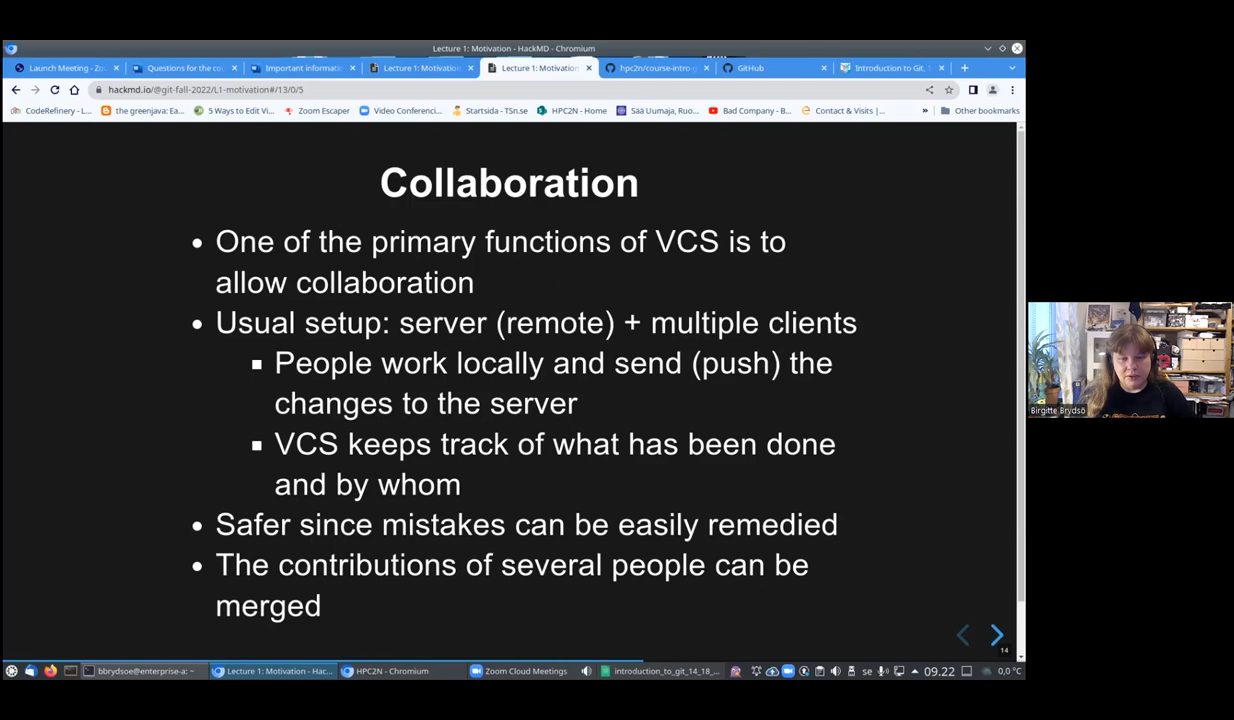 Lecture 1: Motivation - HackMD - Chromium
Launch Meeting - Zo
Questions for the co
Important informati
Lecture 1: Motivation
Lecture 1: Motivation
hpc2n/course-intro-g
GitHub
Introduction to Git, 1
hackmd.io/@git-fall-2022/L1-motivation#/13/0/5
CodeRefinery - L...
the greenjava: Ea...
5 Ways to Edit Vi...
Zoom Escaper
Video Conferenci...
Startsida - TSn.se
HPC2N - Home
Sää Uumaja, Ruo...
Bad Company - B...
Contact & Visits |...
»
Other bookmarks
Collaboration
• One of the primary functions of VCS is to
allow collaboration
• Usual setup: server (remote) + multiple clients
▪ People work locally and send (push) the
changes to the server
▪ VCS keeps track of what has been done
and by whom
• Safer since mistakes can be easily remedied
• The contributions of several people can be
merged
14
Birgitte Brydsö
bbrydsoe@enterprise-a: ~
Lecture 1: Motivation - Hac...
HPC2N - Chromium
Zoom Cloud Meetings
introduction_to_git_14_18_...
se
09.22
0,0 °C